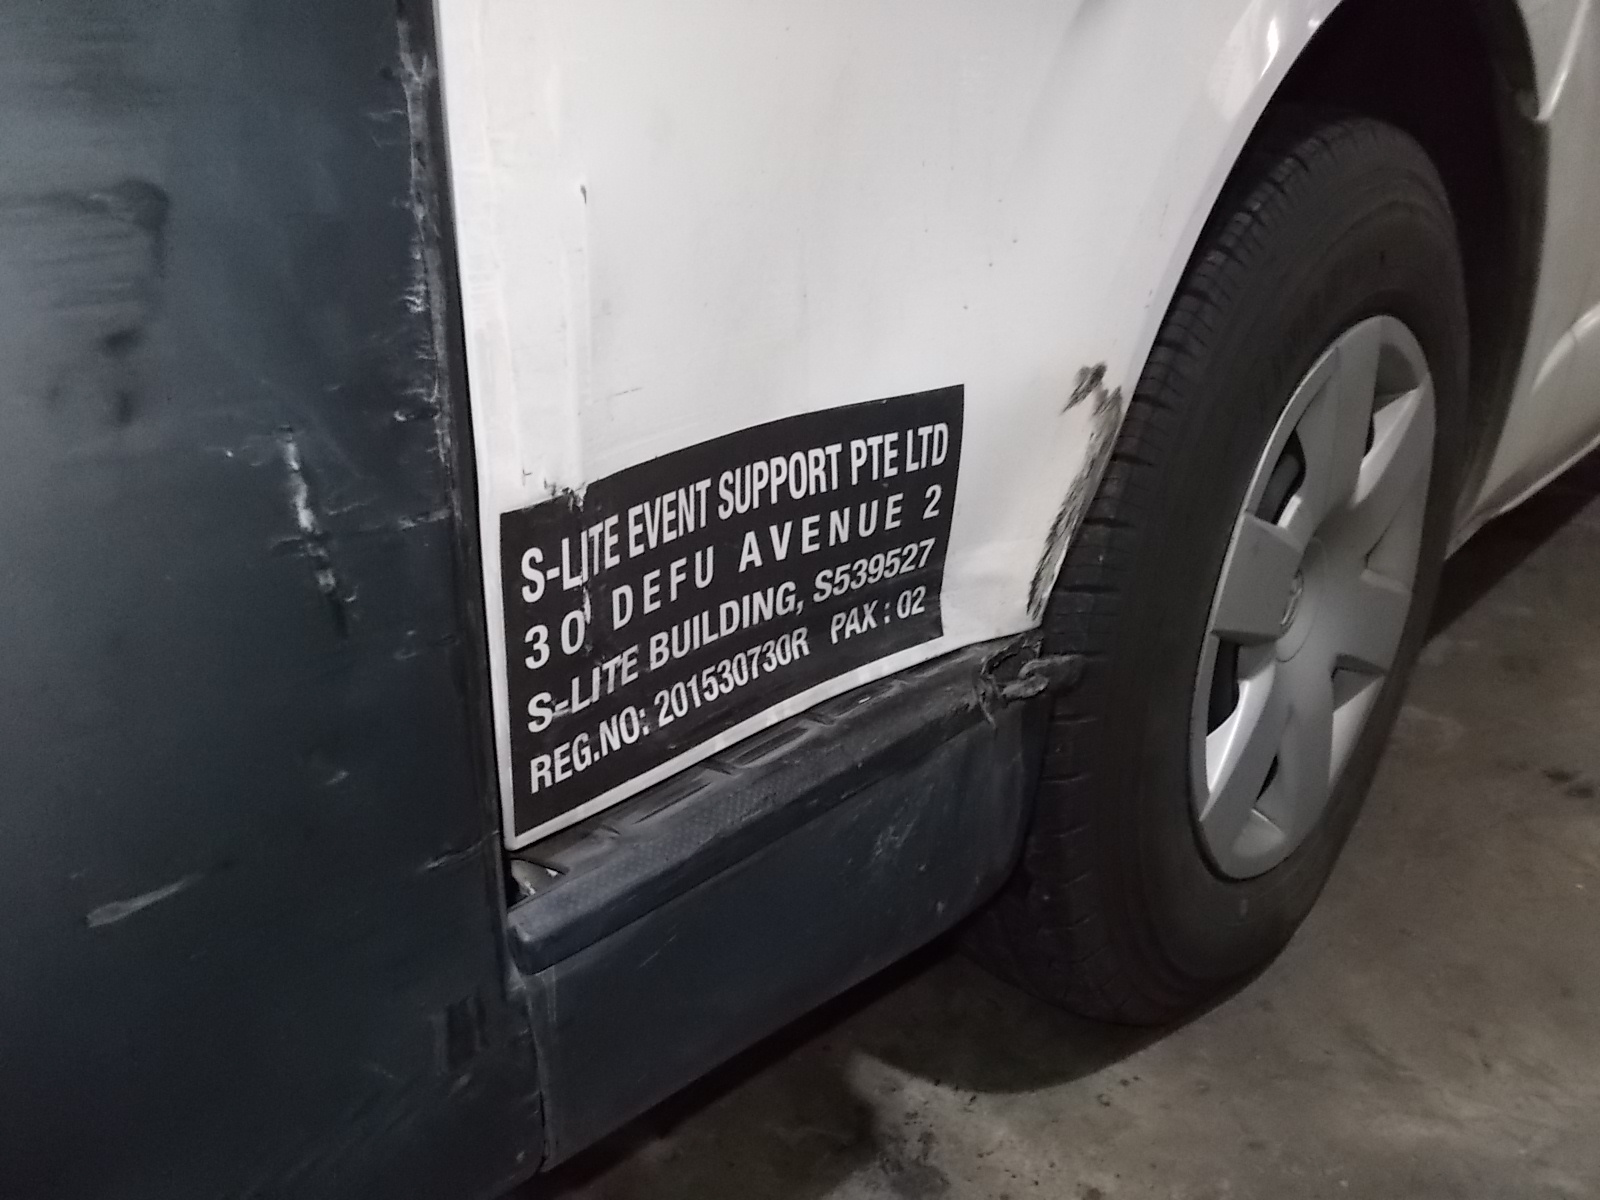 S-LITE EVENT SUPPORT PTE LTD
30 DEFU AVENUE 2
S-LITE BUILDING, S539527
REG.NO: 201530730R PAX : 02